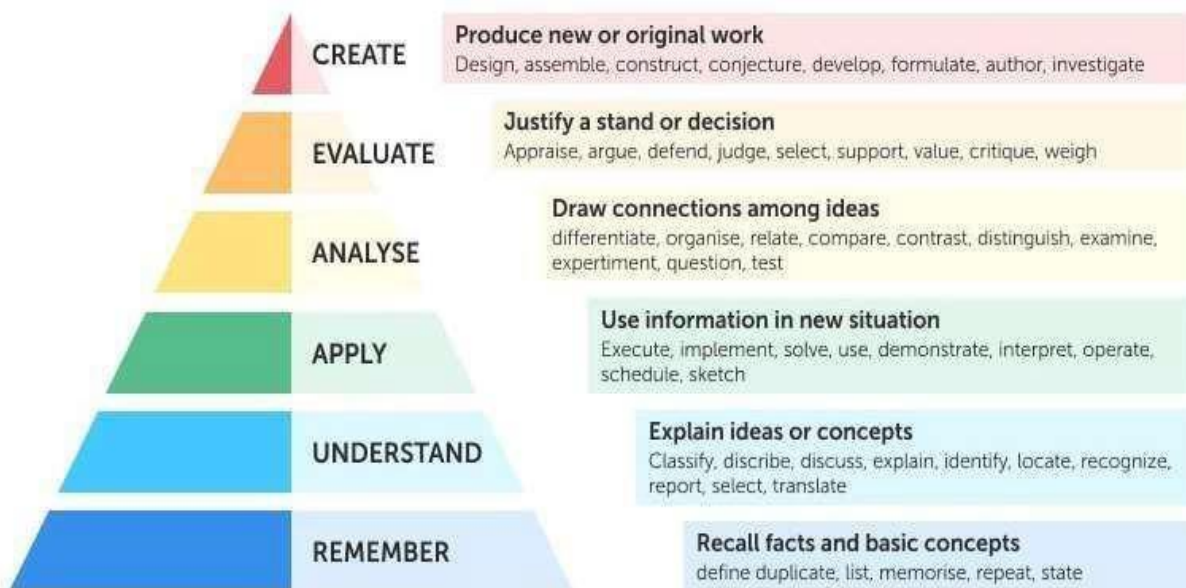 CREATE
Produce new or original work
Design, assemble, construct, conjecture, develop, formulate, author, investigate
EVALUATE
Justify a stand or decision
Appraise, argue, defend, judge, select, support, value, critique, weigh
ANALYSE
Draw connections among ideas
differentiate, organise, relate, compare, contrast, distinguish, examine,
expertiment, question, test
APPLY
Use information in new situation
Execute, implement, solve, use, demonstrate, interpret, operate,
schedule, sketch
UNDERSTAND
Explain ideas or concepts
Classify, discribe, discuss, explain, identify, locate, recognize,
report, select, translate
REMEMBER
Recall facts and basic concepts
define duplicate, list, memorise, repeat, state